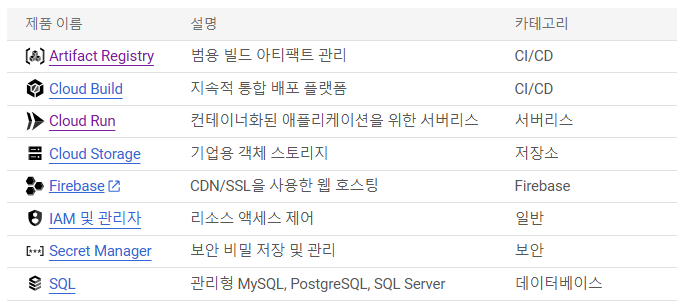 제품 이름 설명 카테고리
Artifact Registry 범용 빌드 아티팩트 관리 CI/CD
Cloud Build 지속적 통합 배포 플랫폼 CI/CD
Cloud Run 컨테이너화된 애플리케이션을 위한 서버리스 서버리스
Cloud Storage 기업용 객체 스토리지 저장소
Firebase CDN/SSL을 사용한 웹 호스팅 Firebase
IAM 및 관리자 리소스 액세스 제어 일반
Secret Manager 보안 비밀 저장 및 관리 보안
SQL 관리형 MySQL, PostgreSQL, SQL Server 데이터베이스